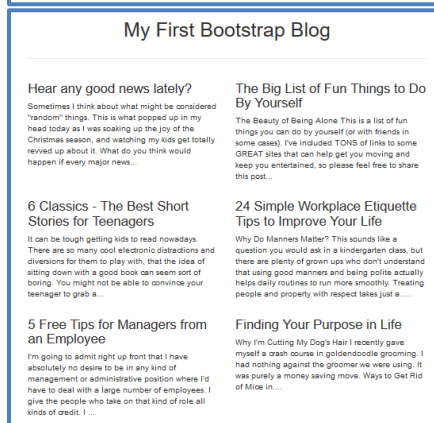 My First Bootstrap Blog
Hear any good news lately?
Sometimes I think about what might be considered
"random" things. This is what popped up in my
head today as I was soaking up the joy of the
Christmas season, and watching my kids get totally
revved up about it. What do you think would
happen if every major news...
The Big List of Fun Things to Do
By Yourself
The Beauty of Being Alone This is a list of fun
things you can do by yourself (or with friends in
some cases). I've included TONS of links to some
GREAT sites that can help get you moving and
keep you entertained, so please feel free to share
this post...
6 Classics - The Best Short
Stories for Teenagers
It can be tough getting kids to read nowadays.
There are so many cool electronic distractions and
diversions for them to play with, that the idea of
sitting down with a good book can seem sort of
boring. You might not be able to convince your
teenager to grab a...
24 Simple Workplace Etiquette
Tips to Improve Your Life
Why Do Manners Matter? This sounds like a
question you would ask in a kindergarten class, but
there are plenty of grown ups who don't understand
that using good manners and being polite actually
helps daily routines to run more smoothly. Treating
people and property with respect takes just a.....
5 Free Tips for Managers from
an Employee
I'm going to admit right up front that I have
absolutely no desire to be in any kind of
management or administrative position where I'd
have to deal with a large number of employees. I
give the people who take on that kind of role all
kinds of credit. I ...
Finding Your Purpose in Life
Why I'm Cutting My Dog's Hair I recently gave
myself a crash course in goldendoodle grooming. I
had nothing against the groomer we were using. It
was purely a money saving move. Ways to Get Rid
of Mice in....